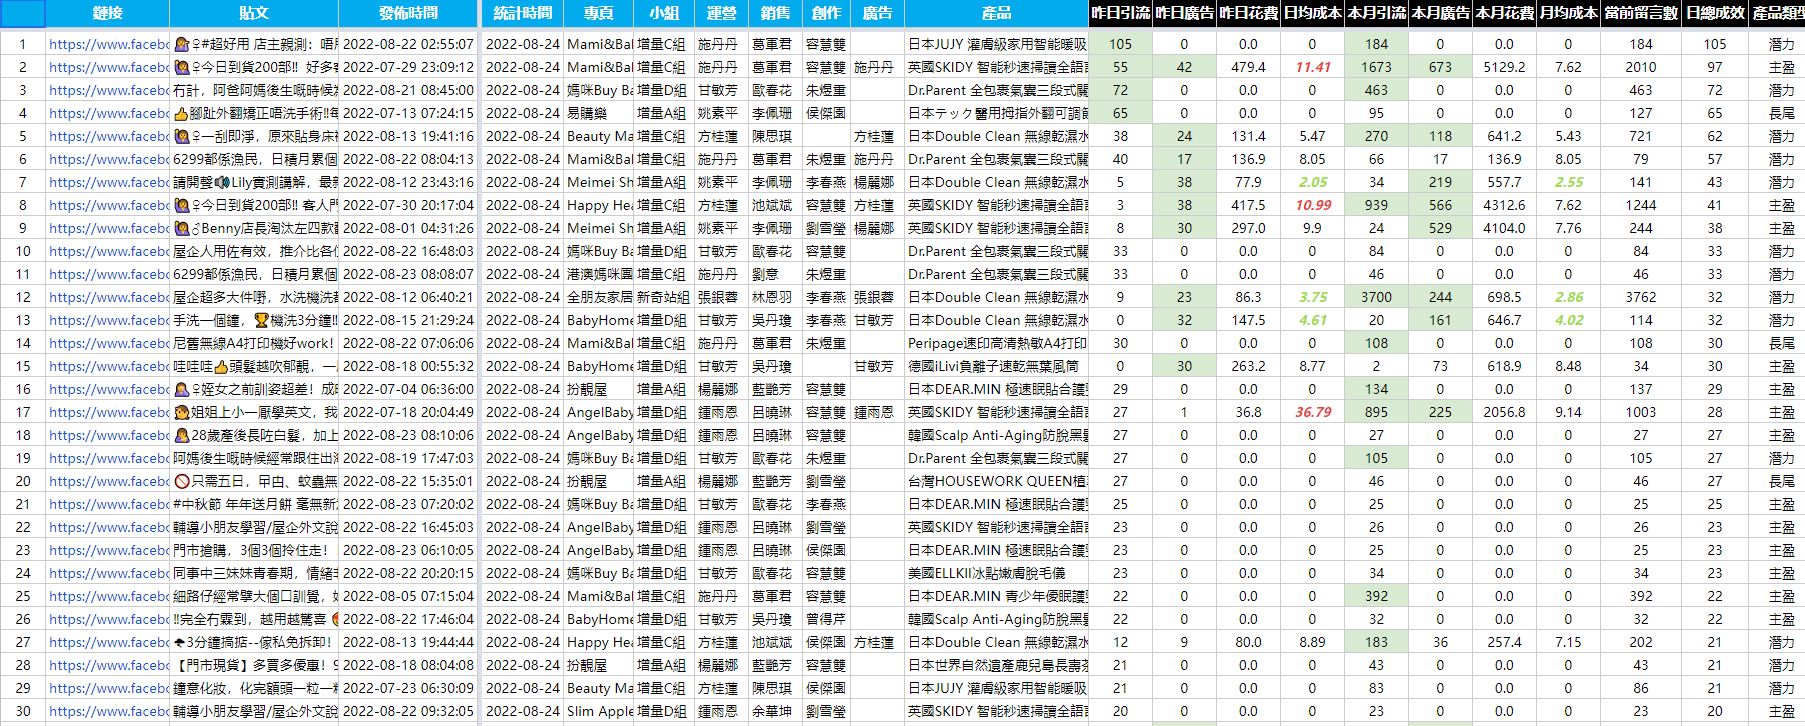 鏈接 貼文 發佈時間 統計時間 專頁 小組 運營 銷售 創作 廣告 產品 昨日引流 昨日廣告 昨日花費 日均成本 本月引流 本月廣告 本月花費 月均成本 當前留言數 日總成效 產品類型
1 https://www.facebo 🙋♀#超好用 店主親測：唔 2022-08-22 02:55:07 2022-08-24 Mami&Bal 增量C組 施丹丹 葛軍君 容慧雙 日本JUJY 灌膚級家用智能暖吸 105 0 0.0 0 184 0 0.0 0 184 105 潛力
2 https://www.facebo 🙋♀今日到貨200部‼ 好多客 2022-07-29 23:09:12 2022-08-24 Mami&Bal 增量C組 施丹丹 葛軍君 容慧雙 施丹丹 英國SKIDY 智能秒速掃讀全語言 55 42 479.4 11.41 1673 673 5129.2 7.62 2010 97 主盈
3 https://www.facebo 冇計，阿爸阿媽後生嘅時候 2022-08-21 08:45:00 2022-08-24 媽咪Buy Ba 增量D組 甘敏芳 歐春花 朱煜重 Dr.Parent 全包裹氣囊三段式關 72 0 0.0 0 463 0 0.0 0 463 72 潛力
4 https://www.facebo 👍腳趾外翻矯正唔洗手術‼每 2022-07-13 07:24:15 2022-08-24 易購樂 增量A組 姚素平 李佩珊 侯傑園 日本テック醫用拇指外翻可調節 65 0 0.0 0 95 0 0.0 0 127 65 長尾
5 https://www.facebo 🙋♀一刮即淨，原來貼身床 2022-08-13 19:41:16 2022-08-24 Beauty Ma 增量C組 方桂蓮 陳思琪 方桂蓮 日本Double Clean 無線乾濕水 38 24 131.4 5.47 270 118 641.2 5.43 721 62 潛力
6 https://www.facebo 6299都係漁民，日積月累個 2022-08-22 08:04:13 2022-08-24 Mami&Bal 增量C組 施丹丹 葛軍君 朱煜重 施丹丹 Dr.Parent 全包裹氣囊三段式關 40 17 136.9 8.05 66 17 136.9 8.05 79 57 潛力
7 https://www.facebo 請開聲🔊Lily實測講解，最新 2022-08-12 23:43:16 2022-08-24 Meimei Sh 增量A組 姚素平 李佩珊 李春燕 楊麗娜 日本Double Clean 無線乾濕水 5 38 77.9 2.05 34 219 557.7 2.55 141 43 潛力
8 https://www.facebo 🙋♀今日到貨200部‼ 客人門 2022-07-30 20:17:04 2022-08-24 Happy Hea 增量C組 方桂蓮 池斌斌 容慧雙 方桂蓮 英國SKIDY 智能秒速掃讀全語言 3 38 417.5 10.99 939 566 4312.6 7.62 1244 41 主盈
9 https://www.facebo 🙋♂Benny店長淘汰左四款 2022-08-01 04:31:26 2022-08-24 Meimei Sh 增量A組 姚素平 李佩珊 劉雪瑩 楊麗娜 英國SKIDY 智能秒速掃讀全語言 8 30 297.0 9.9 24 529 4104.0 7.76 244 38 主盈
10 https://www.facebo 屋企人用佐有效，推介比各位 2022-08-22 16:48:03 2022-08-24 媽咪Buy Ba 增量D組 甘敏芳 歐春花 容慧雙 Dr.Parent 全包裹氣囊三段式關 33 0 0.0 0 84 0 0.0 0 84 33 潛力
11 https://www.facebo 6299都係漁民，日積月累個 2022-08-23 08:08:07 2022-08-24 港澳媽咪團 增量C組 施丹丹 劉意 朱煜重 Dr.Parent 全包裹氣囊三段式關 33 0 0.0 0 46 0 0.0 0 46 33 潛力
12 https://www.facebo 屋企超多大件嘢，水洗機洗 2022-08-12 06:40:21 2022-08-24 全朋友家居 新奇站組 張銀蓉 林恩羽 李春燕 張銀蓉 日本Double Clean 無線乾濕水 9 23 86.3 3.75 3700 244 698.5 2.86 3762 32 潛力
13 https://www.facebo 手洗一個鐘，🏆機洗3分鐘‼ 2022-08-15 21:29:24 2022-08-24 BabyHome 增量D組 甘敏芳 吳丹瓊 李春燕 甘敏芳 日本Double Clean 無線乾濕水 0 32 147.5 4.61 20 161 646.7 4.02 114 32 潛力
14 https://www.facebo 尼舊無線A4打印機好work！ 2022-08-22 07:06:06 2022-08-24 Mami&Bal 增量C組 施丹丹 葛軍君 朱煜重 Peripage速印高清熱敏A4打印 30 0 0.0 0 108 0 0.0 0 108 30 長尾
15 https://www.facebo 哇哇哇👍頭髮越吹郁靚，一 2022-08-18 00:55:32 2022-08-24 BabyHome 增量D組 甘敏芳 吳丹瓊 甘敏芳 德國iLivi負離子速乾無葉風筒 0 30 263.2 8.77 2 73 618.9 8.48 34 30 主盈
16 https://www.facebo 🙎♀姪女之前訓姿超差！成 2022-07-04 06:36:00 2022-08-24 扮靚屋 增量A組 楊麗娜 藍艷芳 容慧雙 日本DEAR.MIN 極速眠貼合護 29 0 0.0 0 134 0 0.0 0 137 29 主盈
17 https://www.facebo 👧姐姐上小一厭學英文，我 2022-07-18 20:04:49 2022-08-24 AngelBaby 增量D組 鍾雨恩 呂曉琳 容慧雙 鍾雨恩 英國SKIDY 智能秒速掃讀全語言 27 1 36.8 36.79 895 225 2056.8 9.14 1003 28 主盈
18 https://www.facebo 🙎28歲產後長咗白髮，加上 2022-08-23 08:10:06 2022-08-24 AngelBaby 增量D組 鍾雨恩 呂曉琳 容慧雙 韓國Scalp Anti-Aging防脫黑髮 27 0 0.0 0 27 0 0.0 0 27 27 主盈
19 https://www.facebo 阿媽後生嘅時候經常跟住出 2022-08-19 17:47:03 2022-08-24 媽咪Buy Ba 增量D組 甘敏芳 歐春花 朱煜重 Dr.Parent 全包裹氣囊三段式關 27 0 0.0 0 105 0 0.0 0 105 27 潛力
20 https://www.facebo 🚫只需五日，曱甴、蚊蟲無 2022-08-22 15:35:01 2022-08-24 扮靚屋 增量A組 楊麗娜 藍艷芳 劉雪瑩 台灣HOUSEWORK QUEEN植 27 0 0.0 0 46 0 0.0 0 46 27 長尾
21 https://www.facebo #中秋節 年年送月餅 毫無新 2022-08-23 07:20:02 2022-08-24 媽咪Buy Ba 增量D組 甘敏芳 歐春花 李春燕 日本DEAR.MIN 極速眠貼合護 25 0 0.0 0 25 0 0.0 0 25 25 主盈
22 https://www.facebo 輔導小朋友學習/屋企外文說 2022-08-22 16:45:03 2022-08-24 AngelBaby 增量D組 鍾雨恩 呂曉琳 劉雪瑩 英國SKIDY 智能秒速掃讀全語言 23 0 0.0 0 26 0 0.0 0 26 23 主盈
23 https://www.facebo 門市搶購，3個3個拎住走！ 2022-08-23 06:10:05 2022-08-24 AngelBaby 增量D組 鍾雨恩 呂曉琳 侯傑園 日本DEAR.MIN 極速眠貼合護 23 0 0.0 0 25 0 0.0 0 25 23 主盈
24 https://www.facebo 同事中三妹妹青春期，情緒 2022-08-22 20:20:15 2022-08-24 媽咪Buy Ba 增量D組 甘敏芳 歐春花 容慧雙 美國ELLKII冰點嫩膚脫毛儀 23 0 0.0 0 34 0 0.0 0 34 23 主盈
25 https://www.facebo 細路仔經常擘大個口訓覺， 2022-08-05 07:15:04 2022-08-24 Mami&Bal 增量C組 施丹丹 葛軍君 容慧雙 日本DEAR.MIN 青少年優眠護 22 0 0.0 0 392 0 0.0 0 392 22 主盈
26 https://www.facebo ‼完全冇霖到，越用越驚喜 2022-08-22 17:46:04 2022-08-24 BabyHome 增量D組 甘敏芳 吳丹瓊 曾得芹 韓國Scalp Anti-Aging防脫黑髮 22 0 0.0 0 32 0 0.0 0 32 22 主盈
27 https://www.facebo 🌪3分鐘搞掂--傢私免拆卸！ 2022-08-13 19:44:44 2022-08-24 Happy Hea 增量C組 方桂蓮 池斌斌 侯傑園 方桂蓮 日本Double Clean 無線乾濕水 12 9 80.0 8.89 183 36 257.4 7.15 202 21 潛力
28 https://www.facebo 【門市現貨】多買多優惠！ 2022-08-18 08:04:08 2022-08-24 扮靚屋 增量A組 楊麗娜 藍艷芳 容慧雙 日本世界自然遺產鹿兒島長壽茶 21 0 0.0 0 43 0 0.0 0 43 21 潛力
29 https://www.facebo 鐘意化妝，化完額頭一粒一粒 2022-07-23 06:30:09 2022-08-24 Beauty Ma 增量C組 方桂蓮 陳思琪 侯傑園 日本JUJY 灌膚級家用智能暖吸 21 0 0.0 0 83 0 0.0 0 86 21 潛力
30 https://www.facebo 輔導小朋友學習/屋企外文說 2022-08-22 09:32:05 2022-08-24 Slim Apple 增量D組 鍾雨恩 余華坤 劉雪瑩 英國SKIDY 智能秒速掃讀全語言 20 0 0.0 0 23 0 0.0 0 23 20 主盈